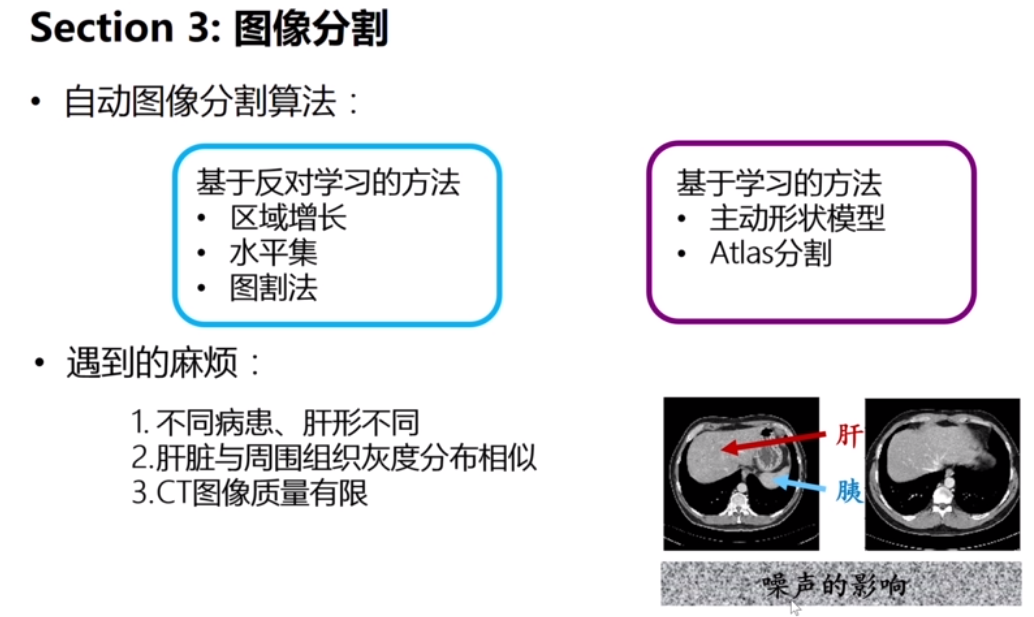 Section 3: 图像分割
• 自动图像分割算法：
基于反对学习的方法
• 区域增长
• 水平集
• 图割法
基于学习的方法
• 主动形状模型
• Atlas分割
• 遇到的麻烦：
1. 不同病患、肝形不同
2.肝脏与周围组织灰度分布相似
3.CT图像质量有限
肝
胰
噪声的影响